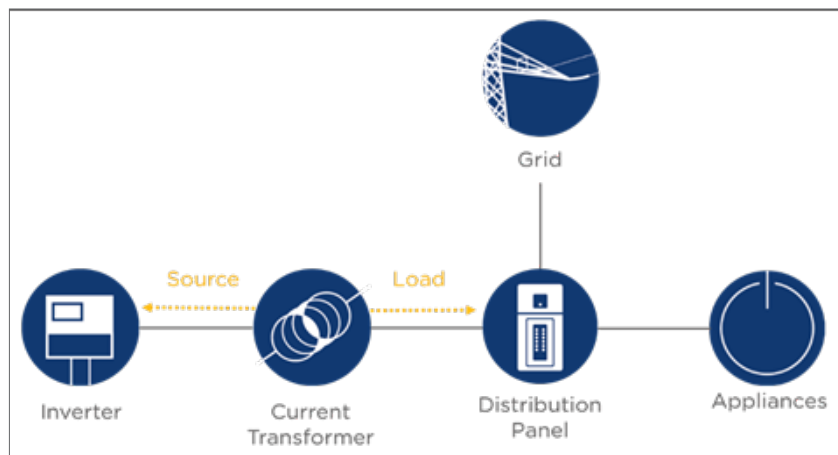 Grid
Source
Load
Inverter
Current
Transformer
Distribution
Panel
Appliances